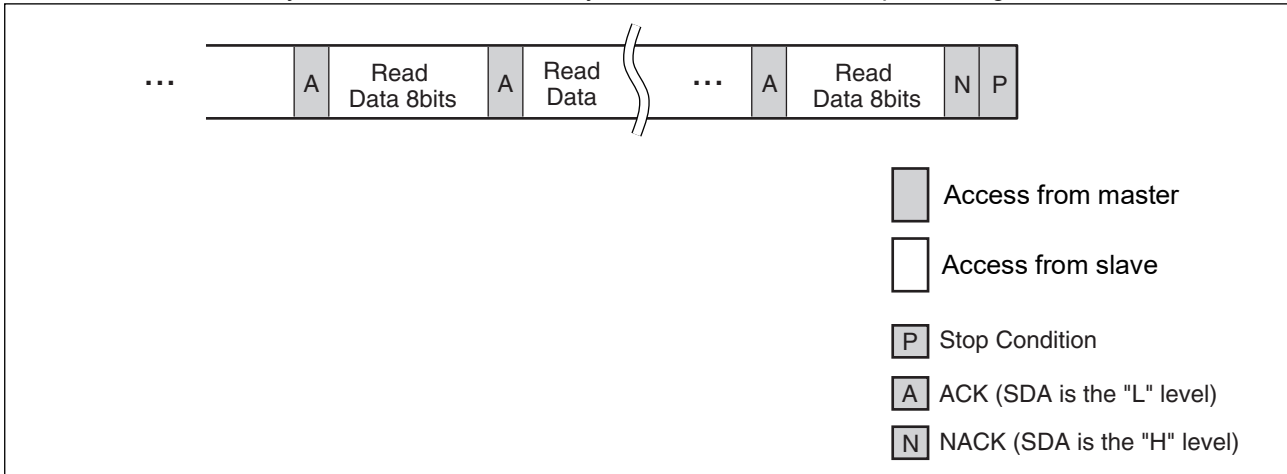 ... A Read Data 8bits A Read Data ... A Read Data 8bits N P
Access from master
Access from slave
P Stop Condition
A ACK (SDA is the "L" level)
N NACK (SDA is the "H" level)